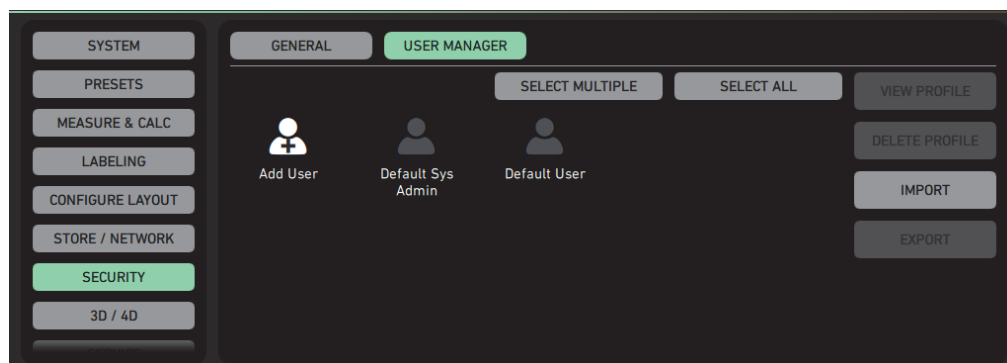 SYSTEM
PRESETS
MEASURE & CALC
LABELING
CONFIGURE LAYOUT
STORE / NETWORK
SECURITY
3D / 4D
GENERAL
USER MANAGER
SELECT MULTIPLE
SELECT ALL
Add User
Default Sys
Admin
Default User
VIEW PROFILE
DELETE PROFILE
IMPORT
EXPORT